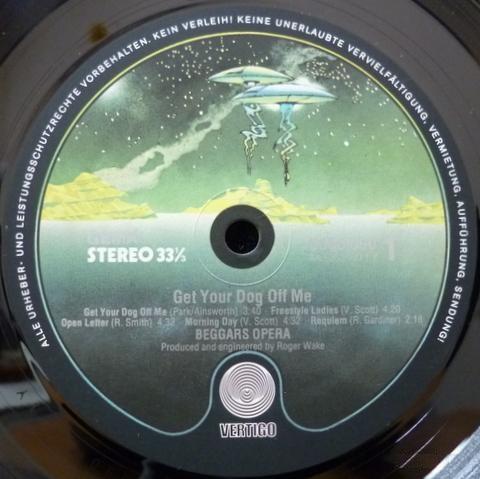 ALLE URHEBER- UND LEISTUNGSSCHUTZRECHTE VORBEHALTEN. KEIN VERLEIH! KEINE UNERLAUBTE VERVIELFÄLTIGUNG, VERMIETUNG, AUFFÜHRUNG, SENDUNG!
STEREO 33⅓
1
Get Your Dog Off Me
Get Your Dog Off Me (Park/Ainsworth) 3:40 Freestyle Ladies (V. Scott) 4:20
Open Letter (R. Smith) 4:32 Morning Day (V. Scott) 4:32 Requiem (R. Gardiner) 2:18
BEGGARS OPERA
Produced and engineered by Roger Wake
VERTIGO